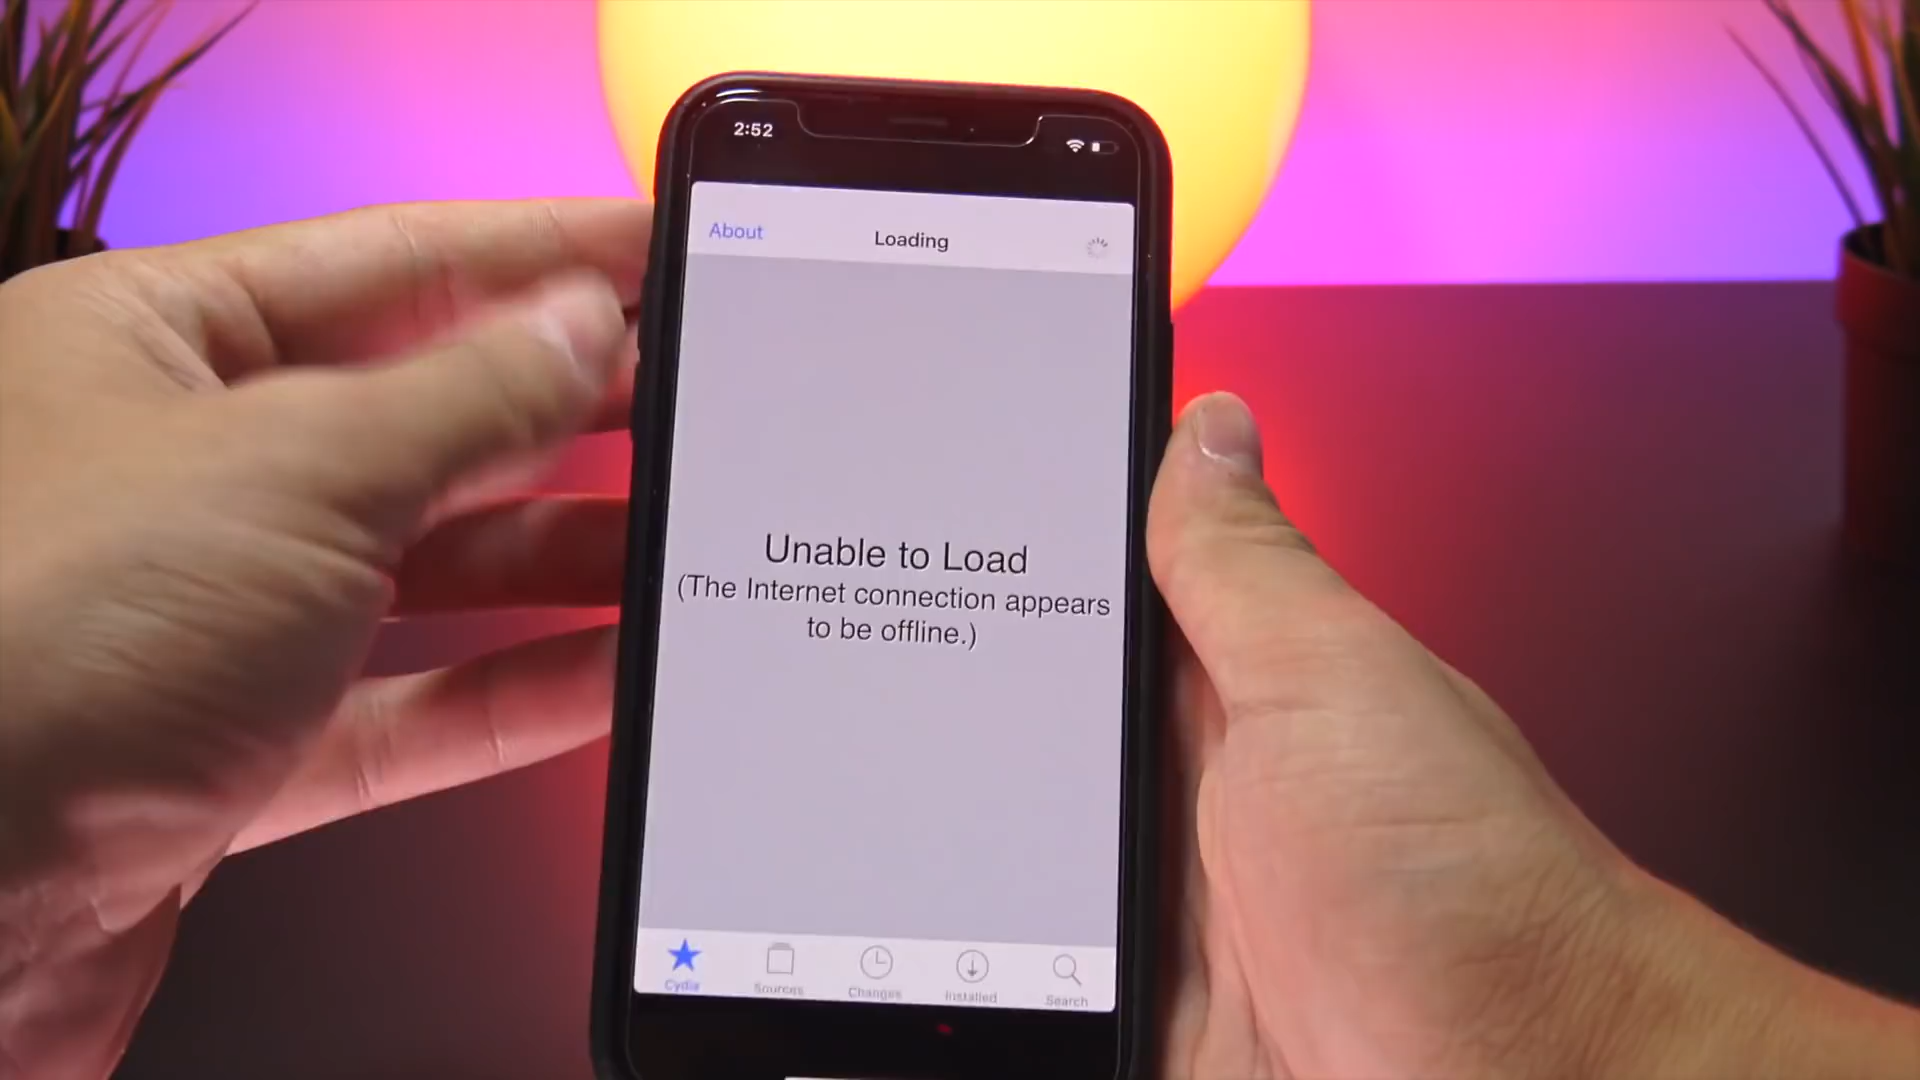 2:52
About
Loading
Unable to Load
(The Internet connection appears
to be offline.)
Cydia
Sources
Changes
Installed
Search